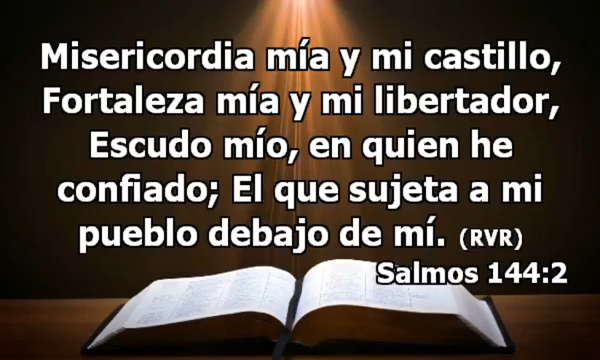 Misericordia mía y mi castillo,
Fortaleza mía y mi libertador,
Escudo mío, en quien he
confiado; El que sujeta a mi
pueblo debajo de mí. (RVR)
Salmos 144:2